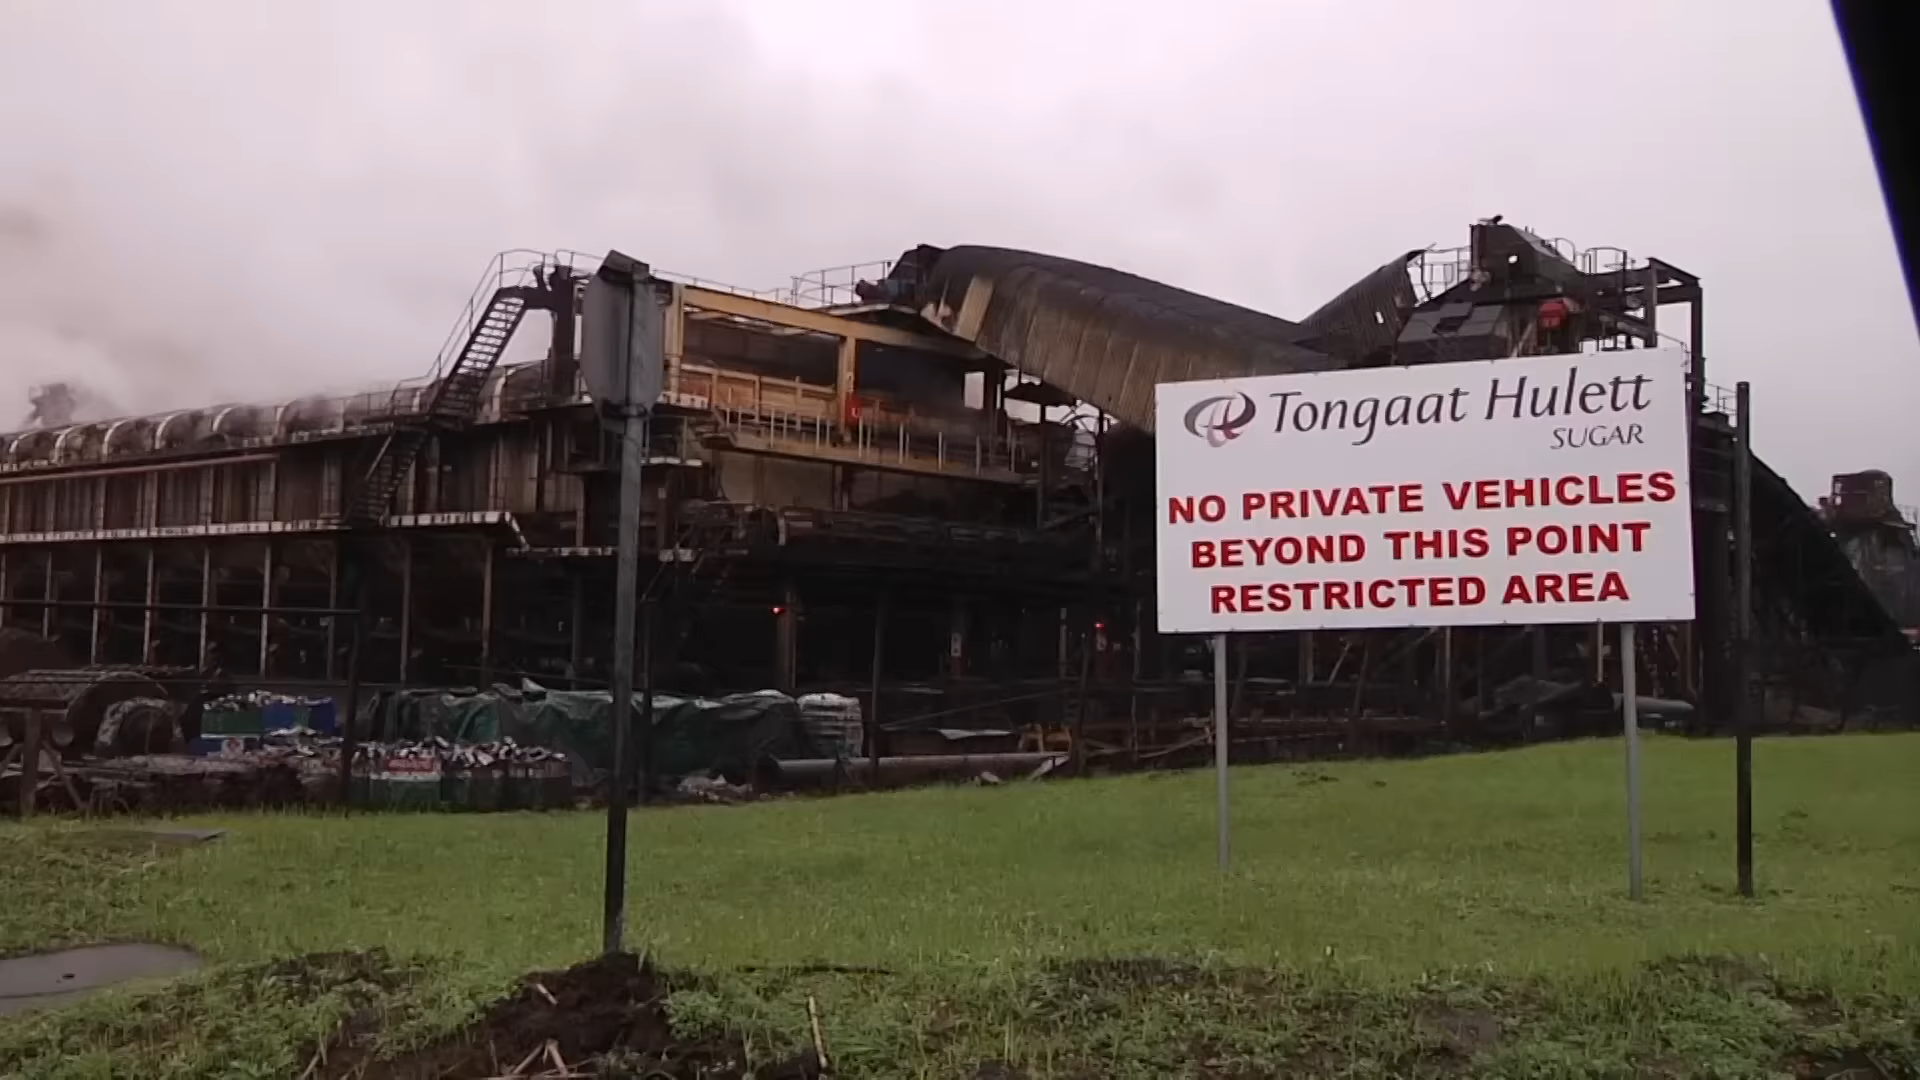 Tongaat Hulett
SUGAR
NO PRIVATE VEHICLES
BEYOND THIS POINT
RESTRICTED AREA